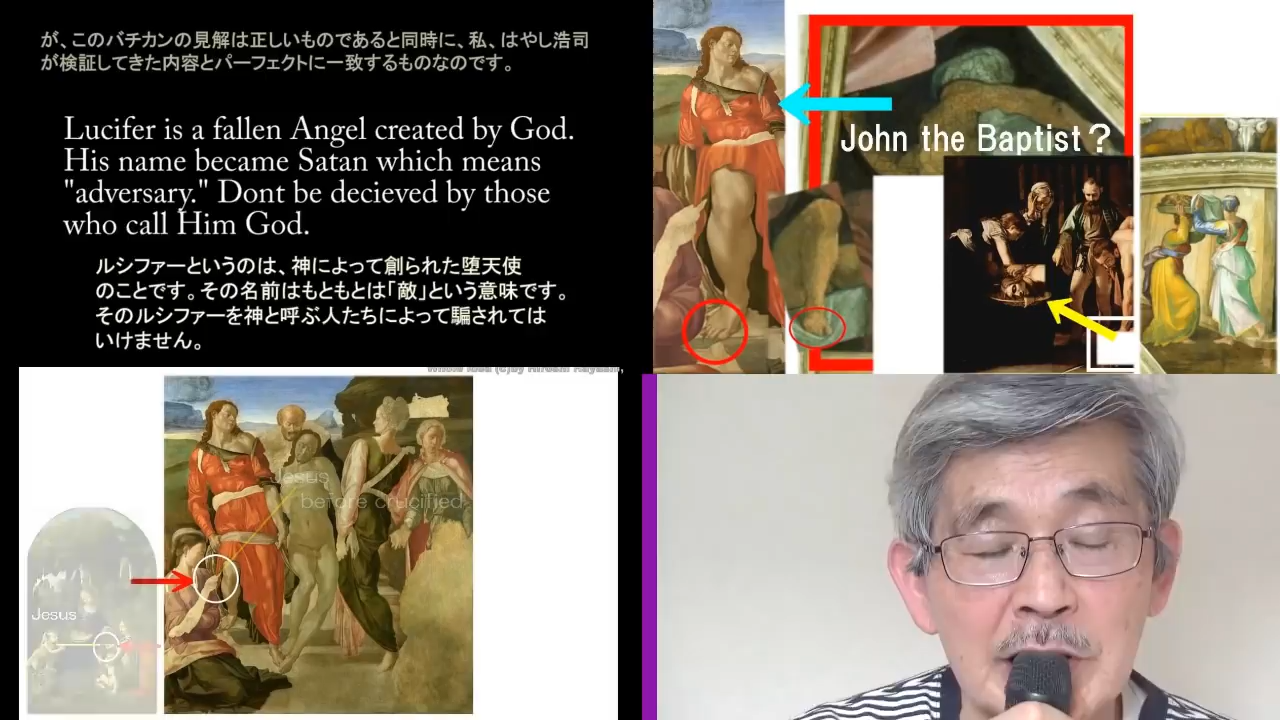 が、このバチカンの見解は正しいものであると同時に、私、はやし浩司
が検証してきた内容とパーフェクトに一致するものなのです。
Lucifer is a fallen Angel created by God.
His name became Satan which means
"adversary." Dont be decieved by those
who call Him God.
ルシファーというのは、神によって創られた堕天使
のことです。その名前はもともとは「敵」という意味です。
そのルシファーを神と呼ぶ人たちによって騙されては
いけません。
John the Baptist？
Jesus
before crucified
Jesus